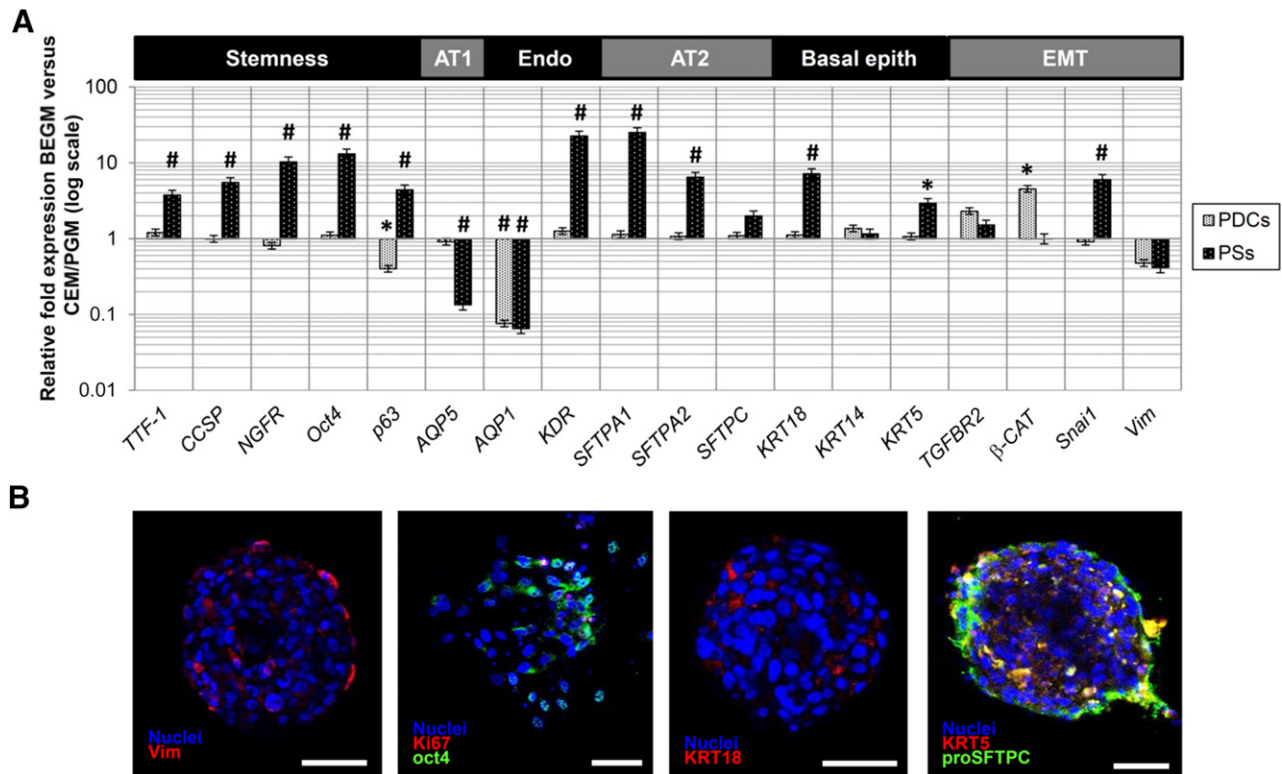 A
Stemness AT1 Endo AT2 Basal epith EMT
Relative fold expression BEGM versus
CEM/PGM (log scale)
100
10
1
0.1
0.01
# # # # * # # # # # # # # * * #
PDCs
PSs
TTF-1 CCSP NGFR Oct4 p63 AQP5 AQP1 KDR SFTPA1 SFTPA2 SFTPC KRT18 KRT14 KRT5 TGFBR2 β-CAT Snai1 Vim
B
Nuclei
Vim
Nuclei
Ki67
oct4
Nuclei
KRT18
Nuclei
KRT5
proSFTPC